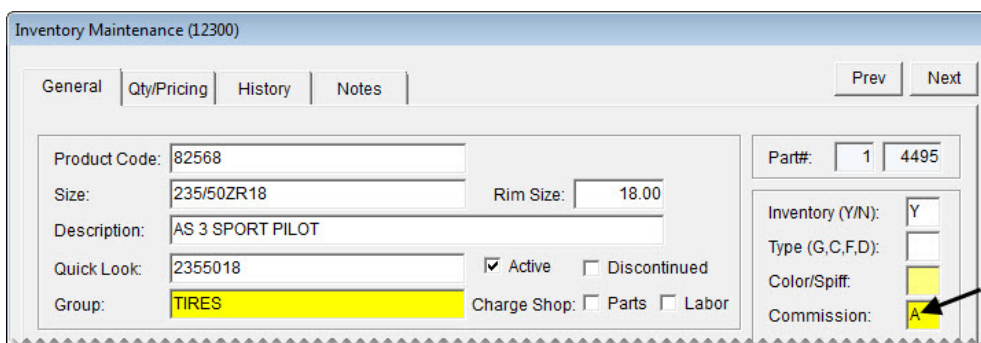 Inventory Maintenance (12300)
General Qty/Pricing History Notes Prev Next
Product Code: 82568 Part#: 1 4495
Size: 235/50ZR18 Rim Size: 18.00
Inventory (Y/N): Y
Description: AS 3 SPORT PILOT
Type (G,C,F,D):
Quick Look: 2355018 Active Discontinued
Color/Spiff:
Group: TIRES Charge Shop: Parts Labor
Commission: A